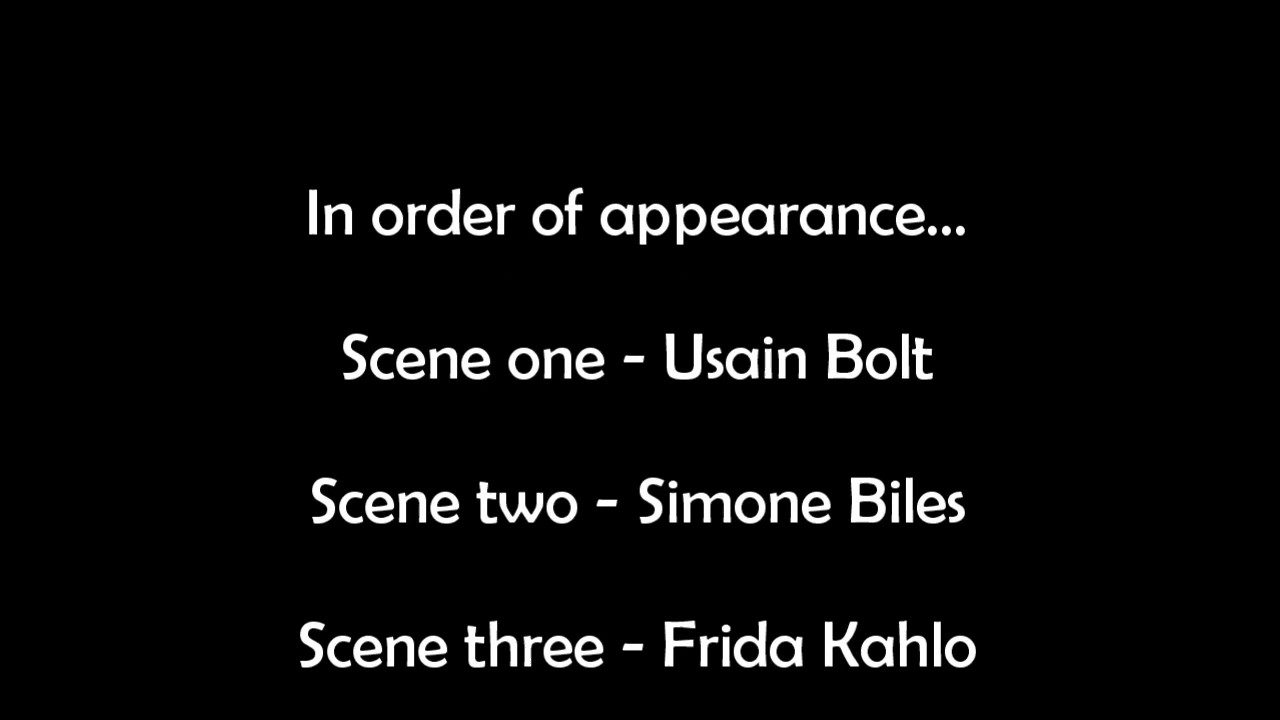 In order of appearance...
Scene one - Usain Bolt
Scene two - Simone Biles
Scene three - Frida Kahlo